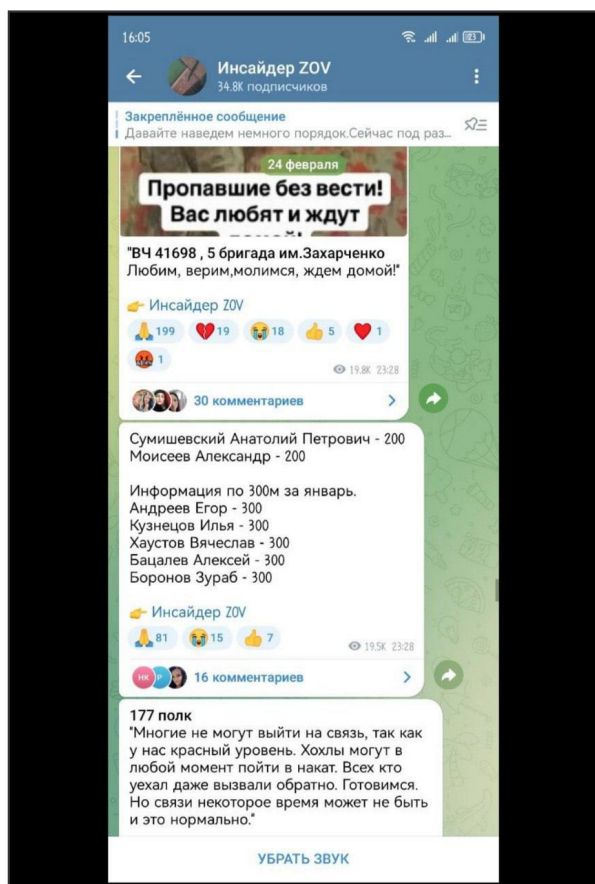 16:05
Инсайдер ZOV
34.8K подписчиков
Закреплённое сообщение
Давайте наведем немного порядок.Сейчас под раз...
24 февраля
Пропавшие без вести!
Вас любят и ждут
"ВЧ 41698 , 5 бригада им.Захарченко
Любим, верим,молимся, ждем домой!"
👉 Инсайдер ZOV
🙏 199 💔 19 😭 18 👍 5 ❤ 1
🤬 1
19.8K 23:28
30 комментариев
Сумишевский Анатолий Петрович - 200
Моисеев Александр - 200
Информация по 300м за январь.
Андреев Егор - 300
Кузнецов Илья - 300
Хаустов Вячеслав - 300
Бацалев Алексей - 300
Боронов Зураб - 300
👉 Инсайдер ZOV
🙏 81 😭 15 👍 7
19.5K 23:28
НК Р 16 комментариев
177 полк
"Многие не могут выйти на связь, так как
у нас красный уровень. Хохлы могут в
любой момент пойти в накат. Всех кто
уехал даже вызвали обратно. Готовимся.
Но связи некоторое время может не быть
и это нормально."
УБРАТЬ ЗВУК